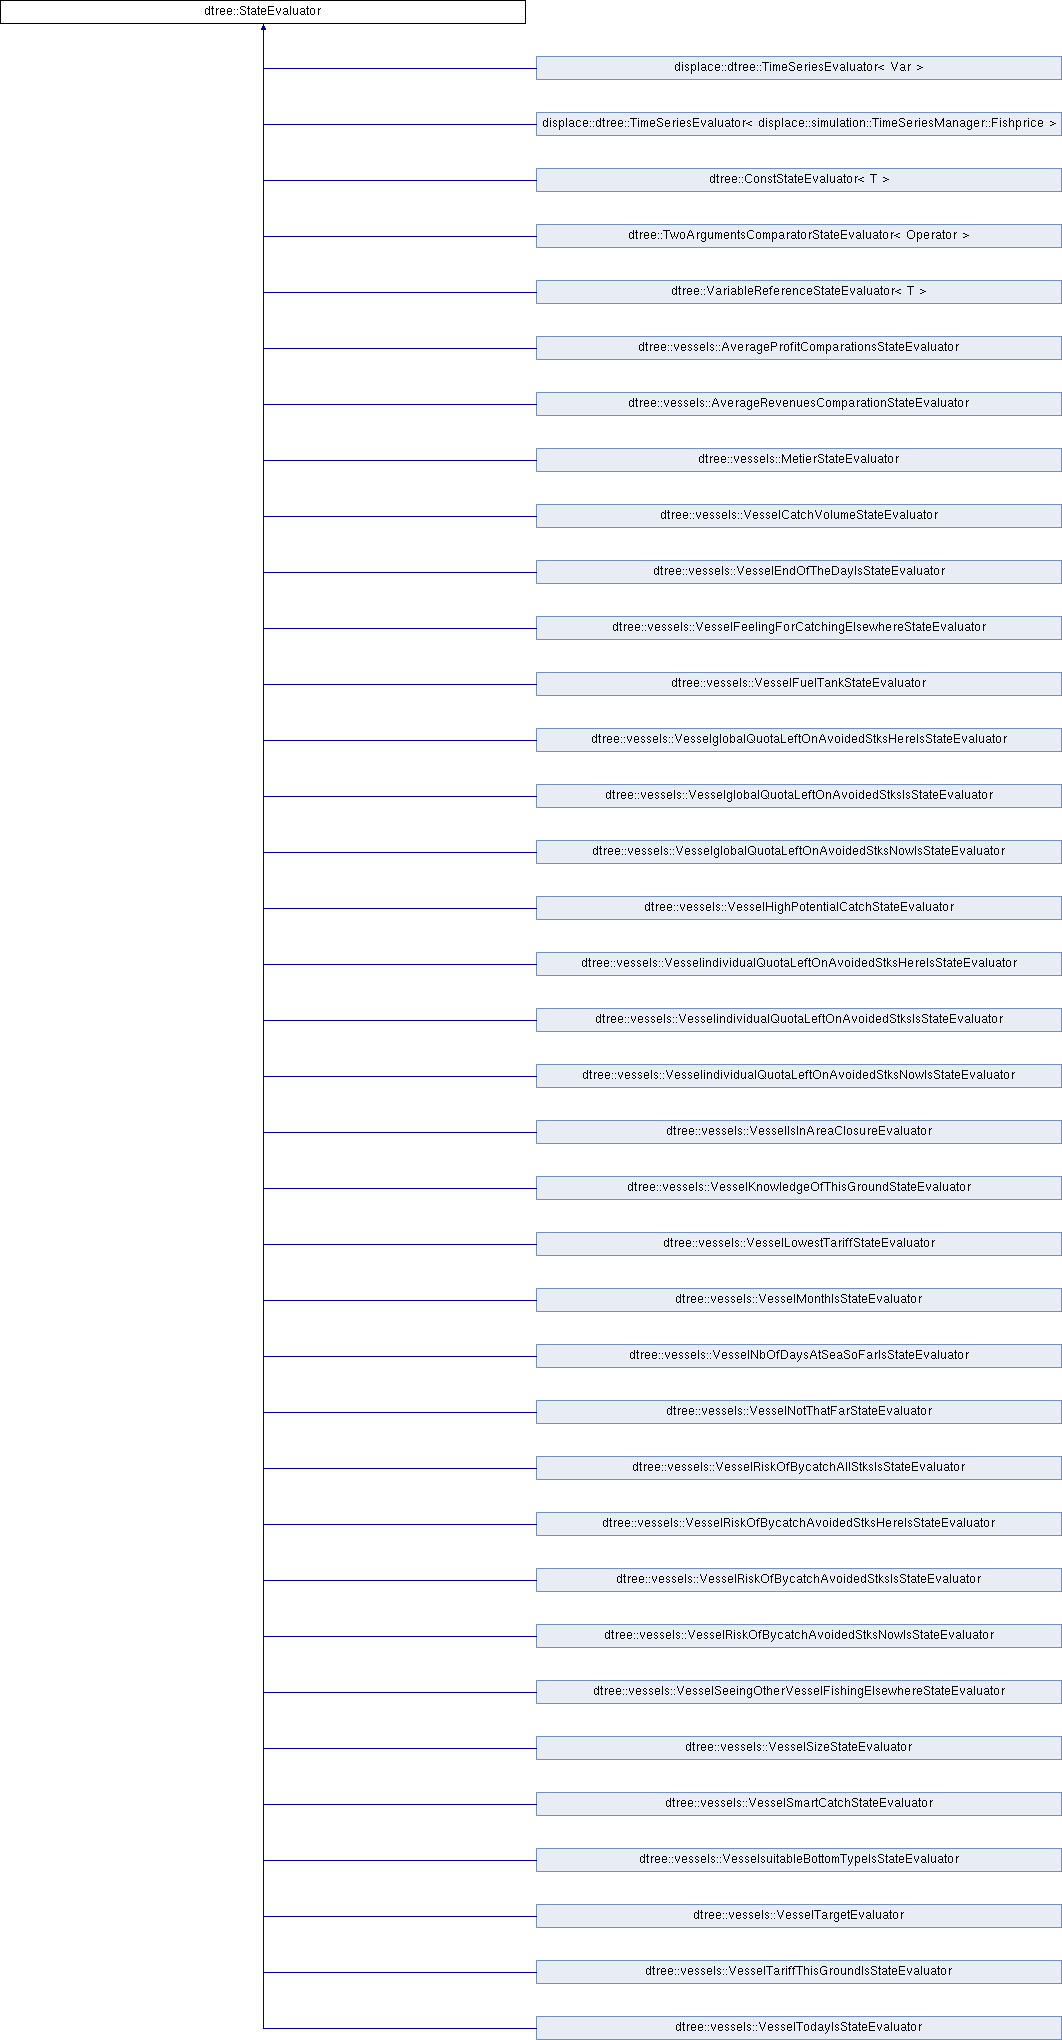 dtree::StateEvaluator
displace::dtree::TimeSeriesEvaluator< Var >
displace::dtree::TimeSeriesEvaluator< displace::simulation::TimeSeriesManager::Fishprice >
dtree::ConstStateEvaluator< T >
dtree::TwoArgumentsComparatorStateEvaluator< Operator >
dtree::VariableReferenceStateEvaluator< T >
dtree::vessels::AverageProfitComparationsStateEvaluator
dtree::vessels::AverageRevenuesComparationStateEvaluator
dtree::vessels::MetierStateEvaluator
dtree::vessels::VesselCatchVolumeStateEvaluator
dtree::vessels::VesselEndOfTheDayIsStateEvaluator
dtree::vessels::VesselFeelingForCatchingElsewhereStateEvaluator
dtree::vessels::VesselFuelTankStateEvaluator
dtree::vessels::VesselglobalQuotaLeftOnAvoidedStksHereIsStateEvaluator
dtree::vessels::VesselglobalQuotaLeftOnAvoidedStksIsStateEvaluator
dtree::vessels::VesselglobalQuotaLeftOnAvoidedStksNowIsStateEvaluator
dtree::vessels::VesselHighPotentialCatchStateEvaluator
dtree::vessels::VesselindividualQuotaLeftOnAvoidedStksHereIsStateEvaluator
dtree::vessels::VesselindividualQuotaLeftOnAvoidedStksIsStateEvaluator
dtree::vessels::VesselindividualQuotaLeftOnAvoidedStksNowIsStateEvaluator
dtree::vessels::VesselIsInAreaClosureEvaluator
dtree::vessels::VesselKnowledgeOfThisGroundStateEvaluator
dtree::vessels::VesselLowestTariffStateEvaluator
dtree::vessels::VesselMonthIsStateEvaluator
dtree::vessels::VesselNbOfDaysAtSeaSoFarIsStateEvaluator
dtree::vessels::VesselNotThatFarStateEvaluator
dtree::vessels::VesselRiskOfBycatchAllStksIsStateEvaluator
dtree::vessels::VesselRiskOfBycatchAvoidedStksHereIsStateEvaluator
dtree::vessels::VesselRiskOfBycatchAvoidedStksIsStateEvaluator
dtree::vessels::VesselRiskOfBycatchAvoidedStksNowIsStateEvaluator
dtree::vessels::VesselSeeingOtherVesselFishingElsewhereStateEvaluator
dtree::vessels::VesselSizeStateEvaluator
dtree::vessels::VesselSmartCatchStateEvaluator
dtree::vessels::VesselsuitableBottomTypeIsStateEvaluator
dtree::vessels::VesselTargetEvaluator
dtree::vessels::VesselTariffThisGroundIsStateEvaluator
dtree::vessels::VesselTodayIsStateEvaluator